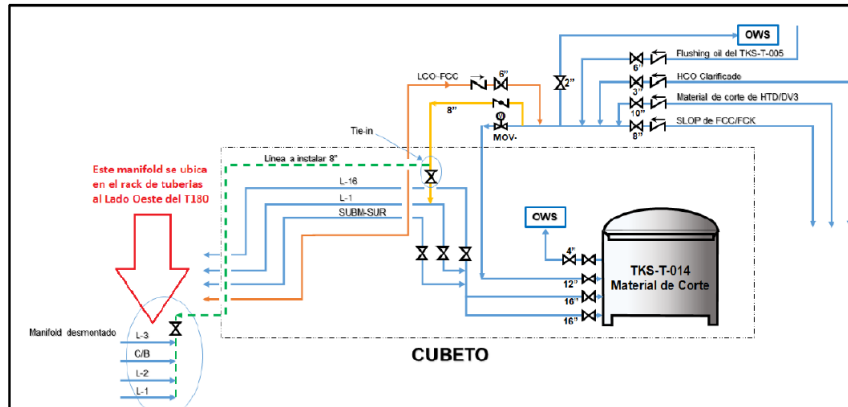 OWS
Flushing oil del TKS-T-005
6"
2"
LCO-FCC
6"
HCO Clarificado
3"
Material de corte de HTD/DV3
10"
8"
SLOP de FCC/FCK
8"
MOV-
Tie-in
Línea a instalar 8"
Este manifold se ubica
en el rack de tuberías
al Lado Oeste del T180
L-16
L-1
SUBM-SUR
OWS
4"
12"
16"
16"
TKS-T-014
Material de Corte
Manifold desmontado
L-3
C/B
L-2
L-1
CUBETO